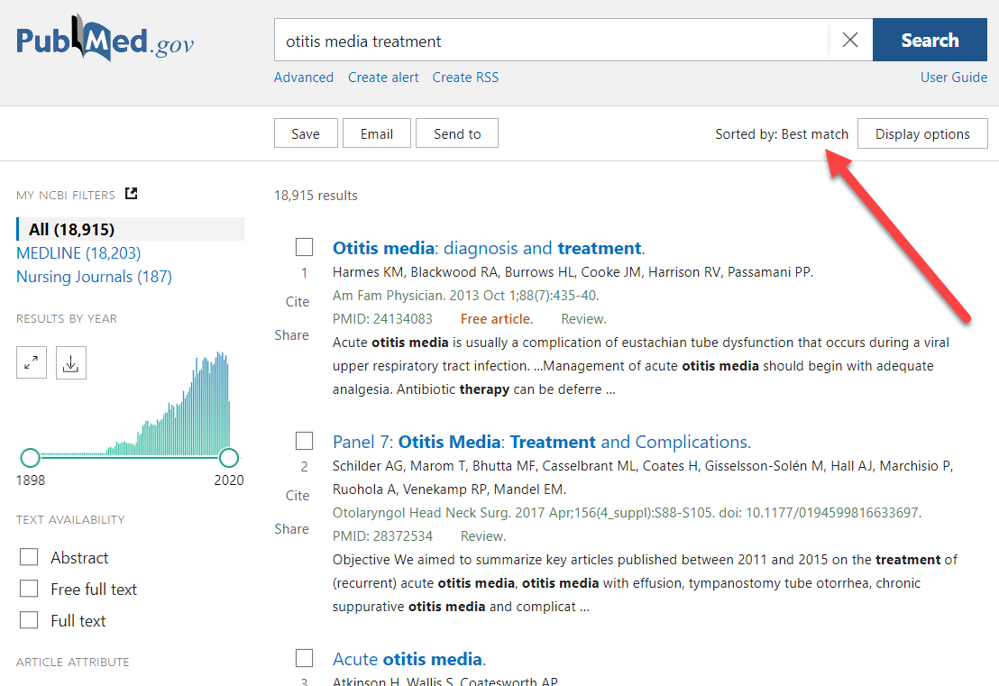 PubMed.gov
otitis media treatment
Search
Advanced Create alert Create RSS
User Guide
Save Email Send to
Sorted by: Best match Display options
MY NCBI FILTERS
All (18,915)
MEDLINE (18,203)
Nursing Journals (187)
RESULTS BY YEAR
1898 2020
TEXT AVAILABILITY
Abstract
Free full text
Full text
ARTICLE ATTRIBUTE
18,915 results
Otitis media: diagnosis and treatment.
1
Harmes KM, Blackwood RA, Burrows HL, Cooke JM, Harrison RV, Passamani PP.
Cite
Am Fam Physician. 2013 Oct 1;88(7):435-40.
PMID: 24134083 Free article. Review.
Share
Acute otitis media is usually a complication of eustachian tube dysfunction that occurs during a viral
upper respiratory tract infection. ...Management of acute otitis media should begin with adequate
analgesia. Antibiotic therapy can be deferre ...
Panel 7: Otitis Media: Treatment and Complications.
2
Schilder AG, Marom T, Bhutta MF, Casselbrant ML, Coates H, Gisselsson-Solén M, Hall AJ, Marchisio P,
Ruohola A, Venekamp RP, Mandel EM.
Cite
Otolaryngol Head Neck Surg. 2017 Apr;156(4_suppl):S88-S105. doi: 10.1177/0194599816633697.
Share
PMID: 28372534 Review.
Objective We aimed to summarize key articles published between 2011 and 2015 on the treatment of
(recurrent) acute otitis media, otitis media with effusion, tympanostomy tube otorrhea, chronic
suppurative otitis media and complicat ...
Acute otitis media.
3
Atkinson H, Wallis S, Coatesworth AP.